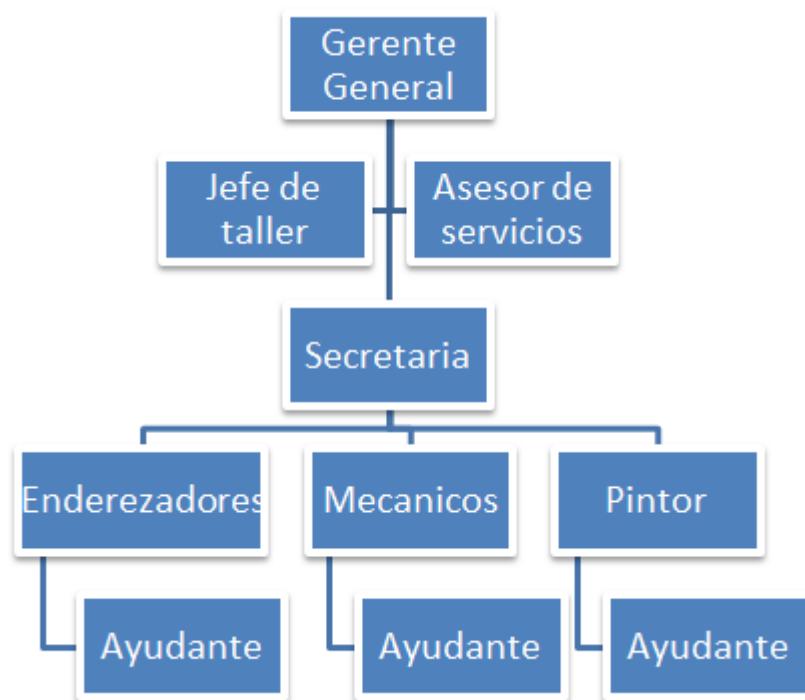 Gerente
General
Jefe de
taller
Asesor de
servicios
Secretaria
Enderezadores
Mecanicos
Pintor
Ayudante
Ayudante
Ayudante